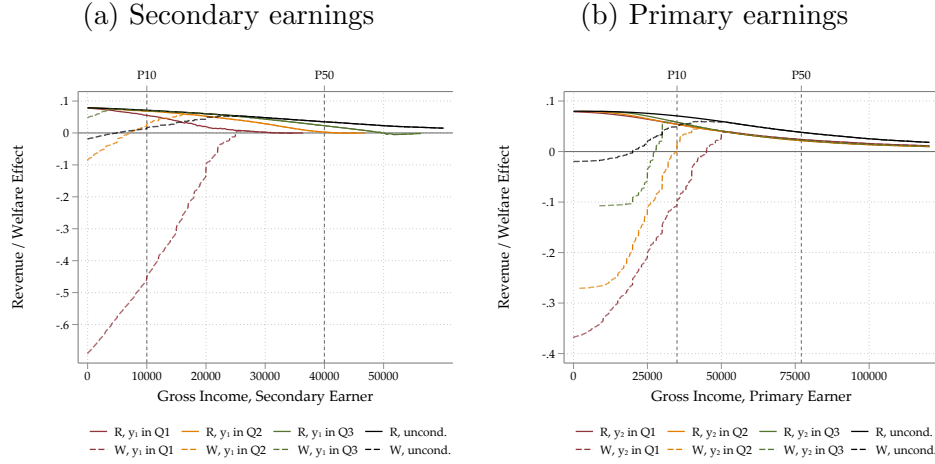 (a) Secondary earnings
(b) Primary earnings
P10
P50
.1
0
-.1
-.2
-.3
-.4
-.5
-.6
Revenue / Welfare Effect
0
10000
20000
30000
40000
50000
Gross Income, Secondary Earner
R, y₁ in Q1
R, y₁ in Q2
R, y₁ in Q3
R, uncond.
W, y₁ in Q1
W, y₁ in Q2
W, y₁ in Q3
W, uncond.
P10
P50
.1
0
-.1
-.2
-.3
-.4
Revenue / Welfare Effect
0
25000
50000
75000
100000
Gross Income, Primary Earner
R, y₂ in Q1
R, y₂ in Q2
R, y₂ in Q3
R, uncond.
W, y₂ in Q1
W, y₂ in Q2
W, y₂ in Q3
W, uncond.